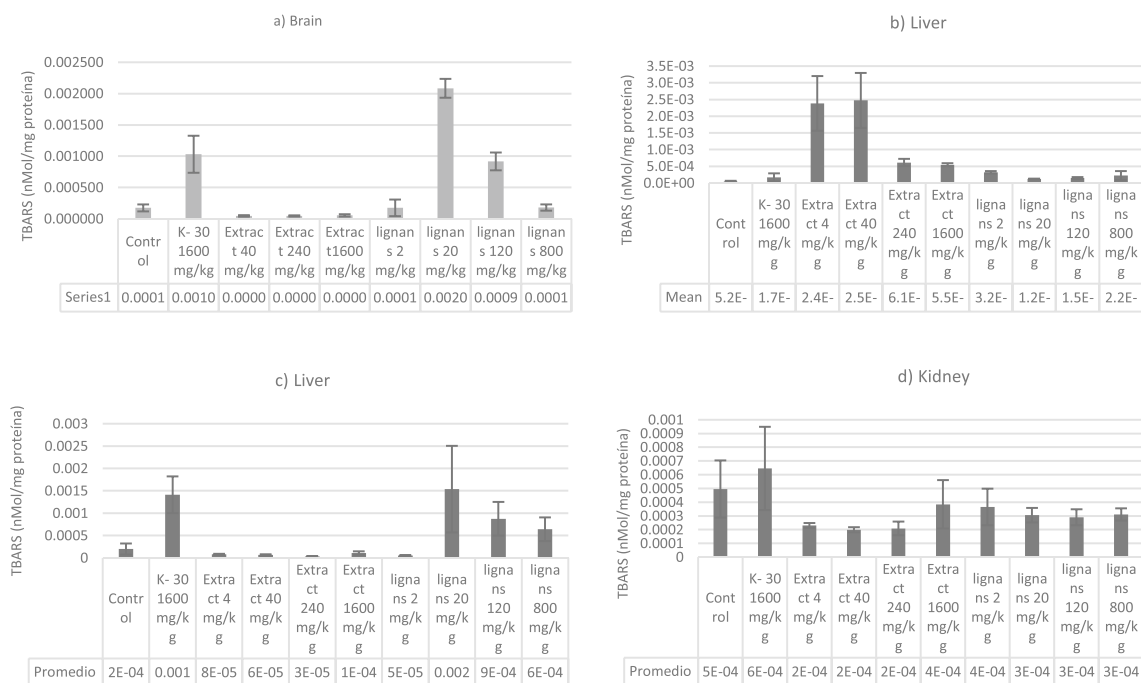 a) Brain
TBARS (nMol/mg proteína)
0.002500
0.002000
0.001500
0.001000
0.000500
0.000000
Contr K- 30 Extrac Extrac Extrac lignan lignan lignan lignan
ol 1600 t 40 t 240 t1600 s 2 s 20 s 120 s 800
mg/kg mg/kg mg/kg mg/kg mg/kg mg/kg mg/kg mg/kg
Series1 0.0001 0.0010 0.0000 0.0000 0.0000 0.0001 0.0020 0.0009 0.0001
b) Liver
TBARS (nMol/mg proteína)
3.5E-03
3.0E-03
2.5E-03
2.0E-03
1.5E-03
1.0E-03
5.0E-04
0.0E+00
Cont K- 30 Extra Extra Extra Extra ligna ligna ligna ligna
rol 1600 ct 4 ct 40 ct ct ns 2 ns 20 ns ns
mg/k mg/k mg/k 240 1600 mg/k mg/k 120 800
g g g mg/k mg/k g g mg/k mg/k
g g g g
Mean 5.2E- 1.7E- 2.4E- 2.5E- 6.1E- 5.5E- 3.2E- 1.2E- 1.5E- 2.2E-
c) Liver
TBARS (nMol/mg proteína)
0.003
0.0025
0.002
0.0015
0.001
0.0005
0
Contr K- 30 Extra Extra Extra Extra ligna ligna ligna ligna
ol 1600 ct 4 ct 40 ct ct ns 2 ns 20 ns ns
mg/k mg/k mg/k 240 1600 mg/k mg/k 120 800
g g g mg/k mg/k g g mg/k mg/k
g g g g
Promedio 2E-04 0.001 8E-05 6E-05 3E-05 1E-04 5E-05 0.002 9E-04 6E-04
d) Kidney
TBARS (nMol/mg proteína)
0.001
0.0009
0.0008
0.0007
0.0006
0.0005
0.0004
0.0003
0.0002
0.0001
0
Cont K- 30 Extra Extra Extra Extra ligna ligna ligna ligna
rol 1600 ct 4 ct 40 ct ct ns 2 ns 20 ns ns
mg/k mg/k mg/k 240 1600 mg/k mg/k 120 800
g g g mg/k mg/k g g mg/k mg/k
g g g g
Promedio 5E-04 6E-04 2E-04 2E-04 2E-04 4E-04 4E-04 3E-04 3E-04 3E-04